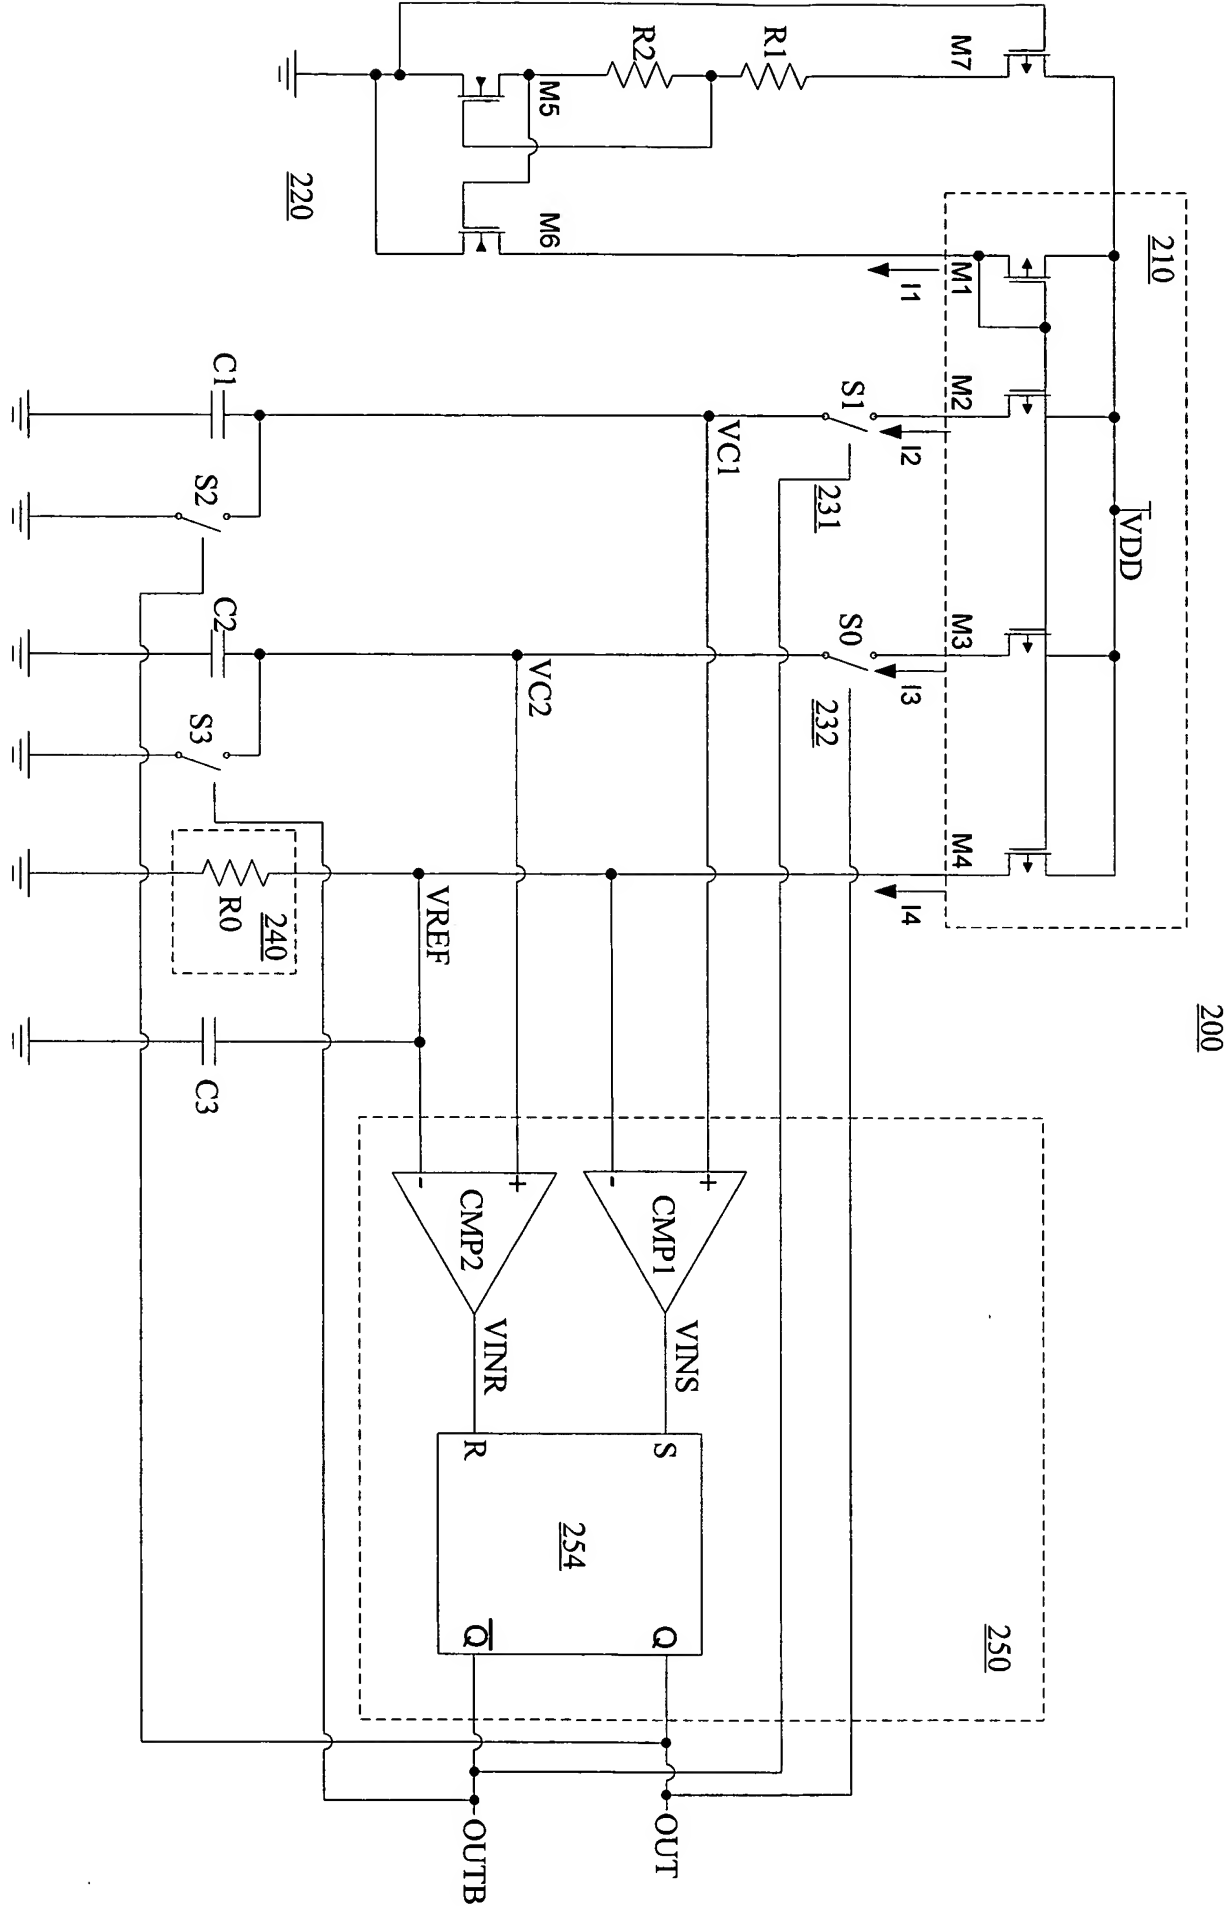 200
210
VDD
M7
M1
M2
M3
M4
I1
I2
I3
I4
R1
R2
S1
231
S0
232
250
VC1
VC2
M5
M6
220
VREF
+
-
CMP1
VINS
+
-
CMP2
VINR
S
R
254
Q
Q̅
OUT
OUTB
C1
S2
C2
S3
R0
240
C3